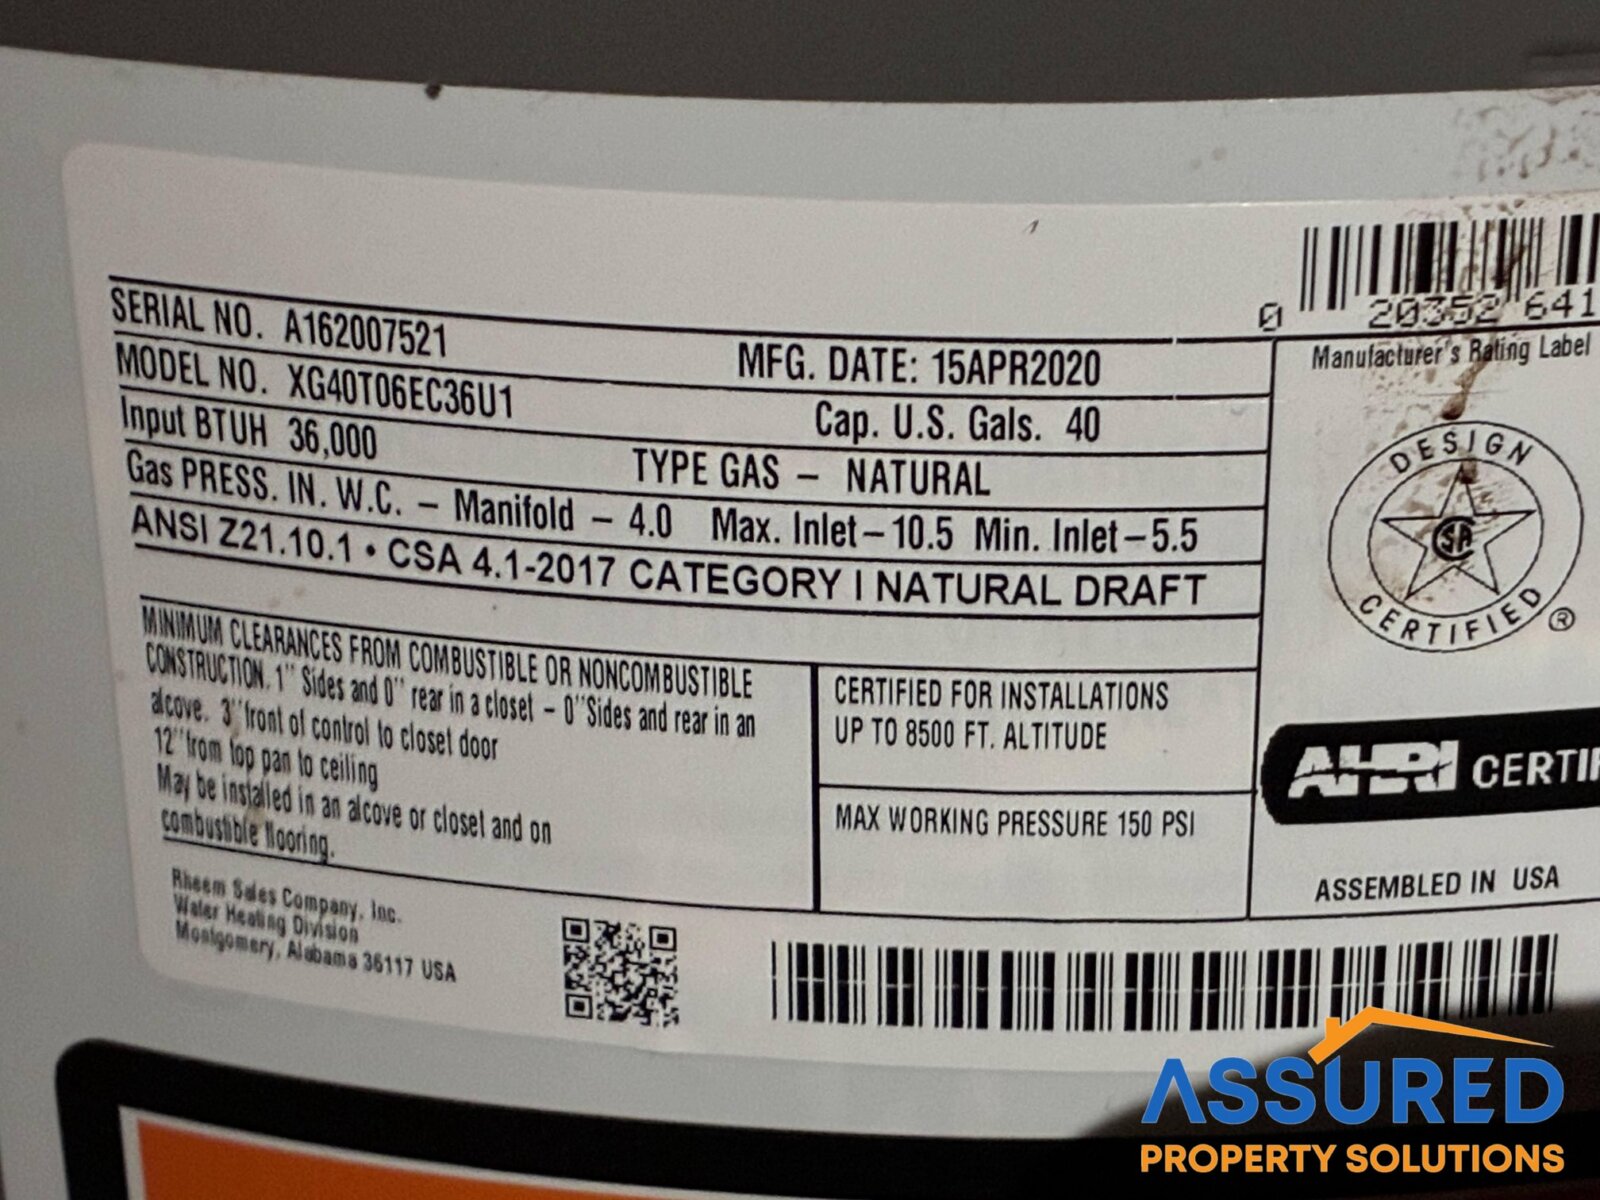 SERIAL NO. A162007521
MFG. DATE: 15APR2020
MODEL NO. XG40T06EC36U1
Cap. U.S. Gals. 40
Input BTUH 36,000
TYPE GAS – NATURAL
Gas PRESS. IN. W.C. – Manifold – 4.0 Max. Inlet – 10.5 Min. Inlet – 5.5
ANSI Z21.10.1 • CSA 4.1-2017 CATEGORY I NATURAL DRAFT
MINIMUM CLEARANCES FROM COMBUSTIBLE OR NONCOMBUSTIBLE
CONSTRUCTION. 1" Sides and 0" rear in a closet – 0" Sides and rear in an
alcove. 3" front of control to closet door
12" from top pan to ceiling
May be installed in an alcove or closet and on
combustible flooring.
CERTIFIED FOR INSTALLATIONS
UP TO 8500 FT. ALTITUDE
MAX WORKING PRESSURE 150 PSI
Rheem Sales Company, Inc.
Water Heating Division
Montgomery, Alabama 36117 USA
0 20352 641
Manufacturer's Rating Label
DESIGN
SA
CERTIFIED ®
AHRI CERTIF
ASSEMBLED IN USA
ASSURED
PROPERTY SOLUTIONS